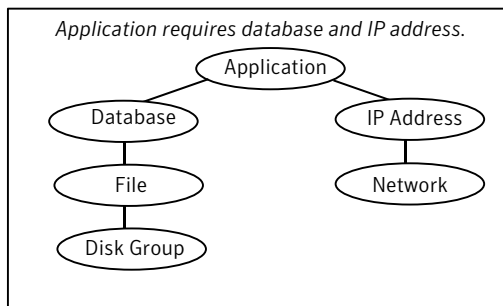 Application requires database and IP address.
Application
Database
IP Address
File
Network
Disk Group